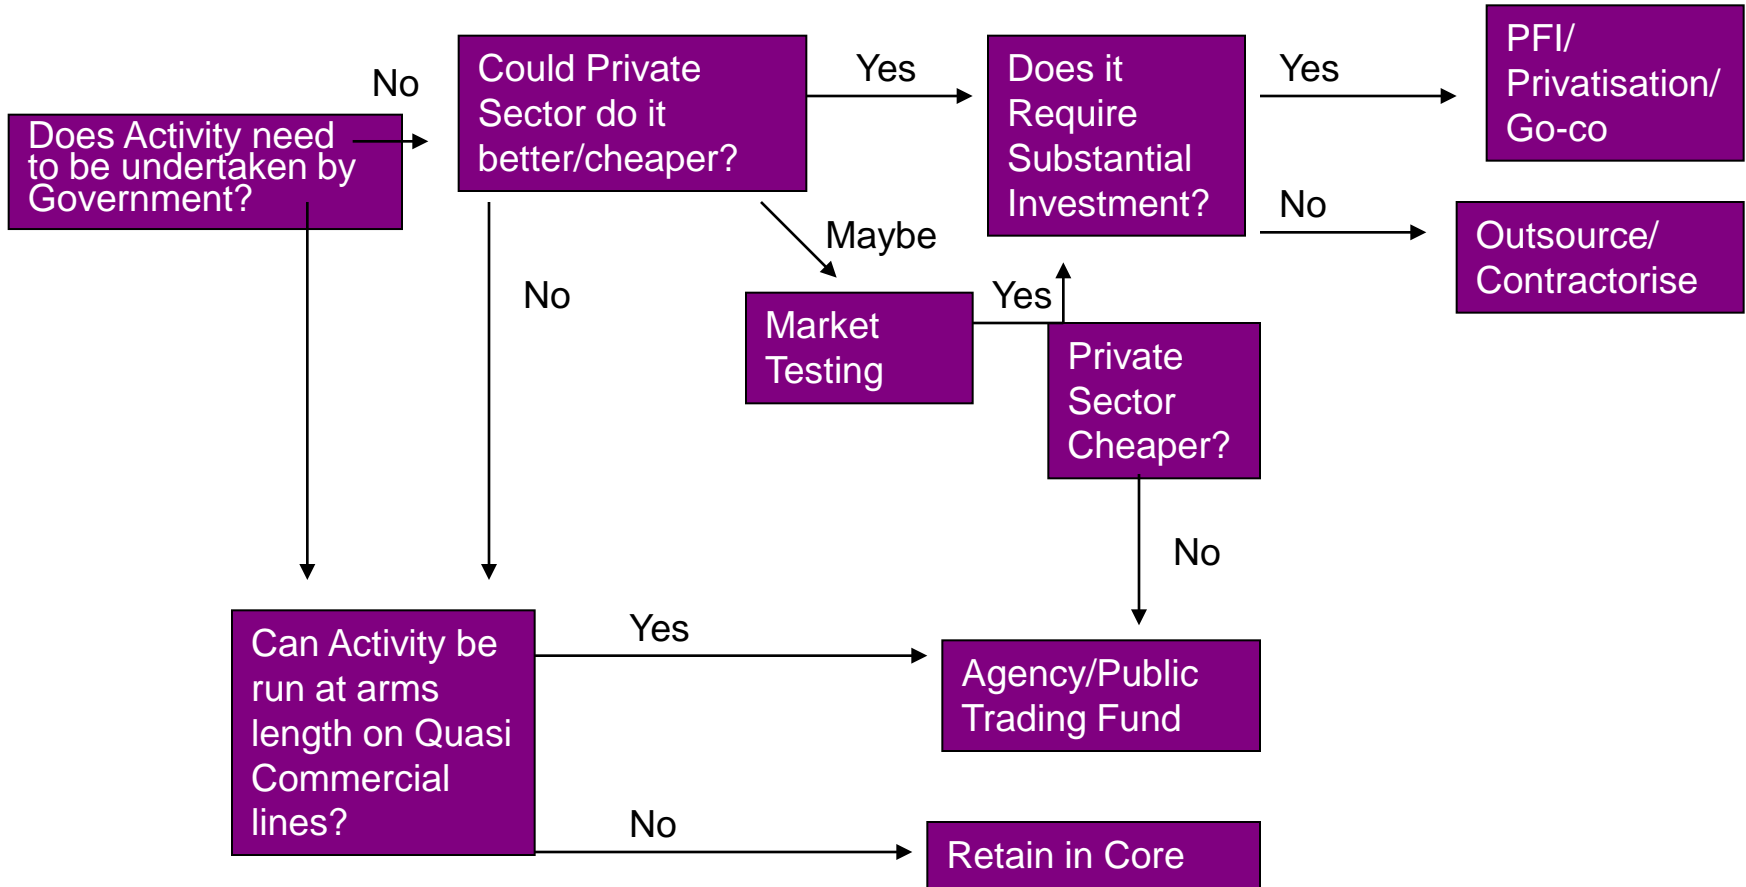 No
Does Activity need
to be undertaken by
Government?
Could Private
Sector do it
better/cheaper?
Yes
Does it
Require
Substantial
Investment?
Yes
PFI/
Privatisation/
Go-co
No
Outsource/
Contractorise
Maybe
No
Market
Testing
Yes
Private
Sector
Cheaper?
No
Can Activity be
run at arms
length on Quasi
Commercial
lines?
Yes
Agency/Public
Trading Fund
No
Retain in Core